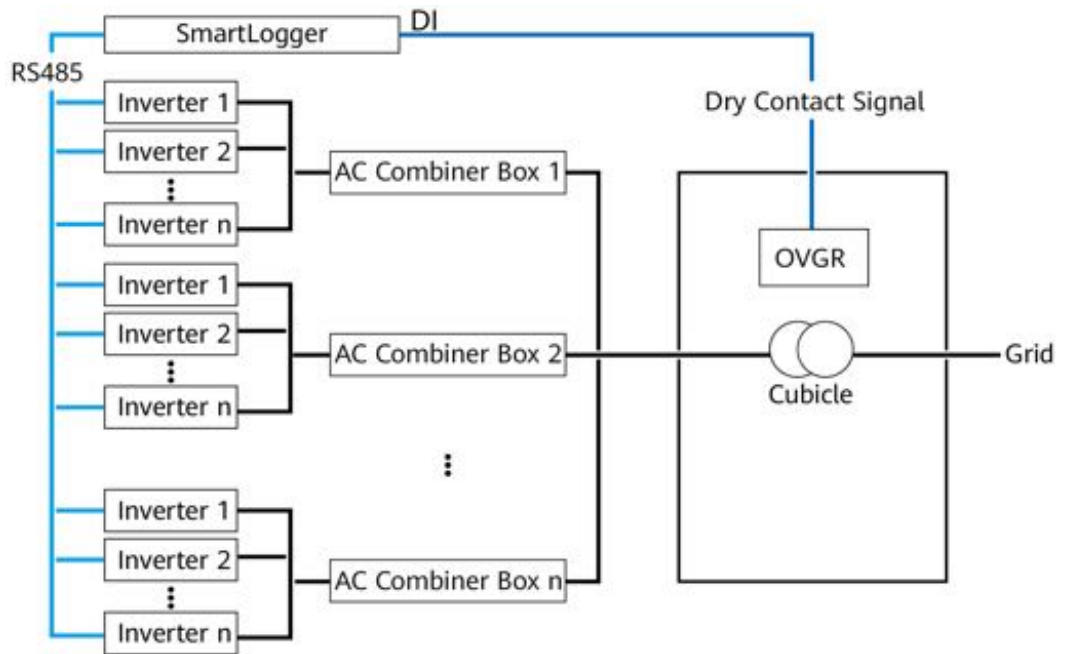 SmartLogger
DI
RS485
Inverter 1
Inverter 2
Inverter n
AC Combiner Box 1
Dry Contact Signal
OVGR
Inverter 1
Inverter 2
Inverter n
AC Combiner Box 2
Cubicle
Grid
Inverter 1
Inverter 2
Inverter n
AC Combiner Box n